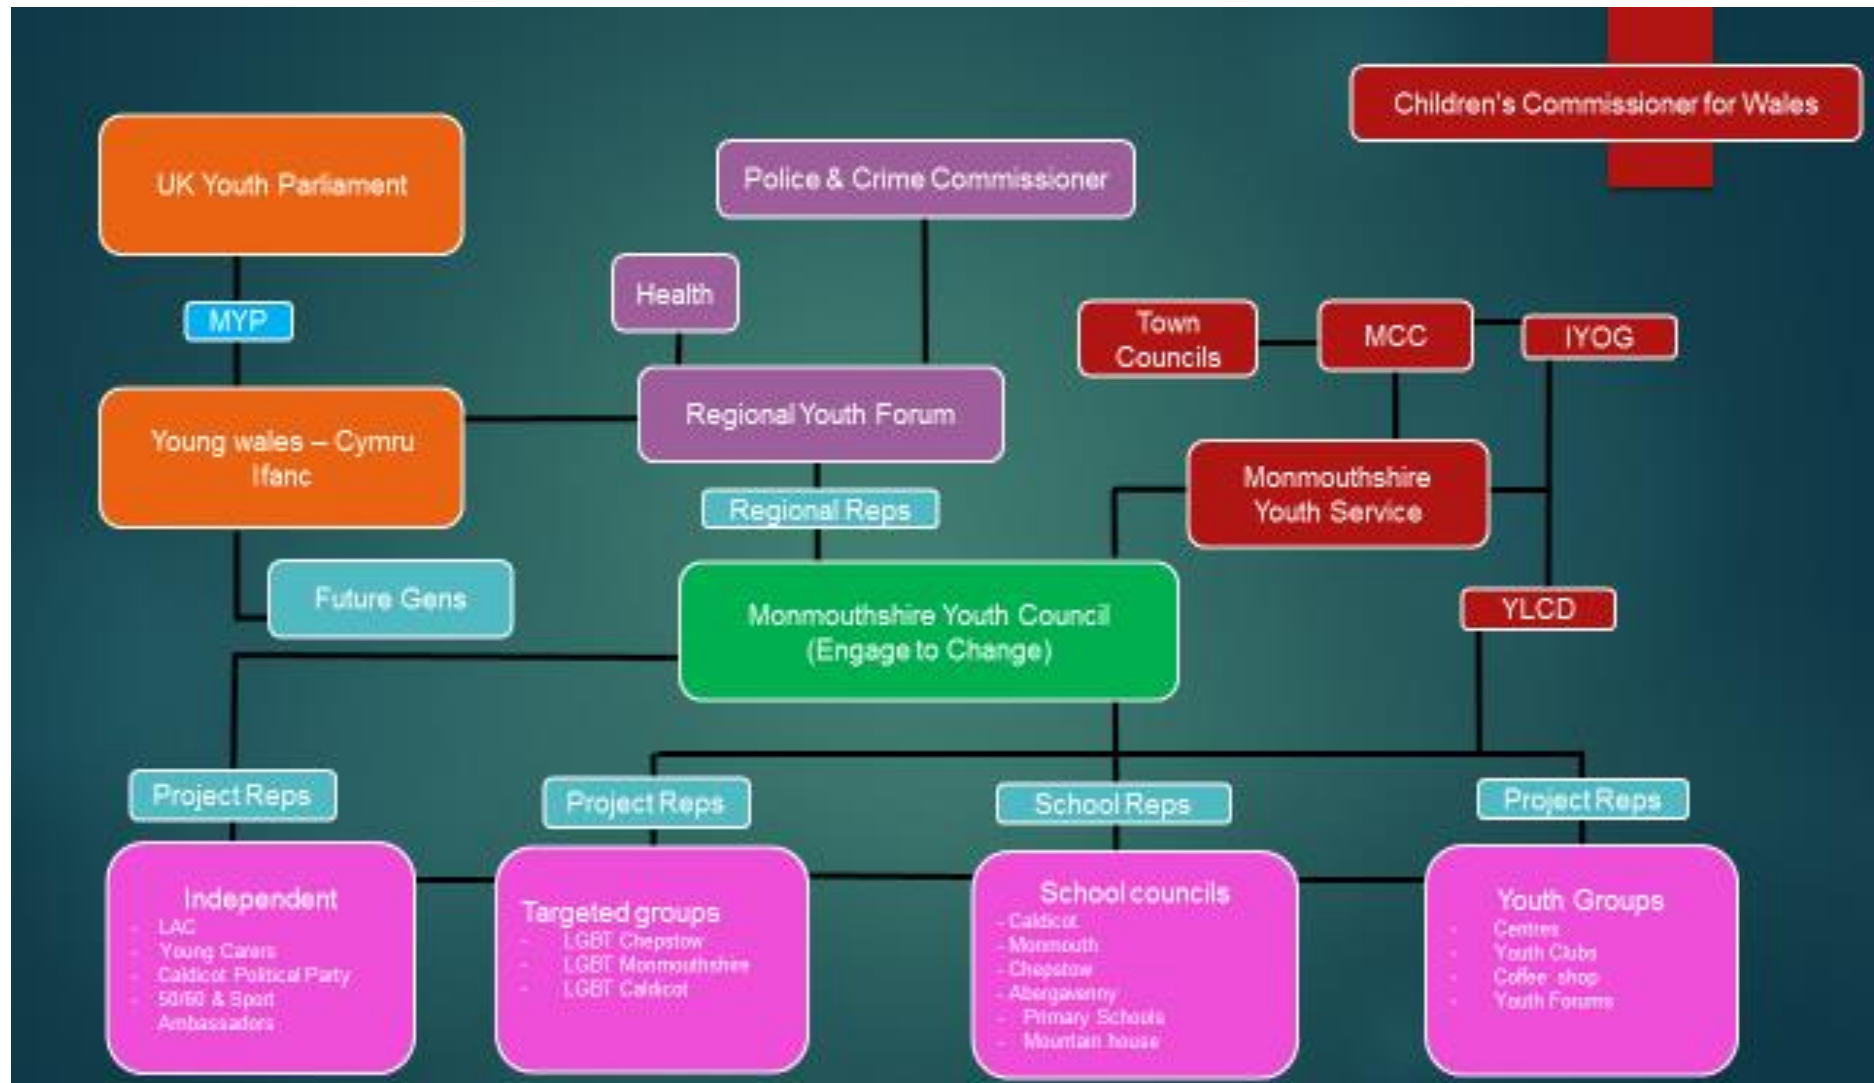 Children's Commissioner for Wales
UK Youth Parliament
Police & Crime Commissioner
Health
MYP
Town
Councils
MCC
IYOG
Regional Youth Forum
Young wales – Cymru
Ifanc
Monmouthshire
Youth Service
Regional Reps
Future Gens
Monmouthshire Youth Council
(Engage to Change)
YLCD
Project Reps
Project Reps
School Reps
Project Reps
Independent
- LAC
- Young Carers
- Caldicot Political Party
- 50/60 & Sport
Ambassadors
Targeted groups
- LGBT Chepstow
- LGBT Monmouthshire
- LGBT Caldicot
School councils
- Caldicot
- Monmouth
- Chepstow
- Abergavenny
- Primary Schools
- Mountain house
Youth Groups
- Centres
- Youth Clubs
- Coffee shop
- Youth Forums